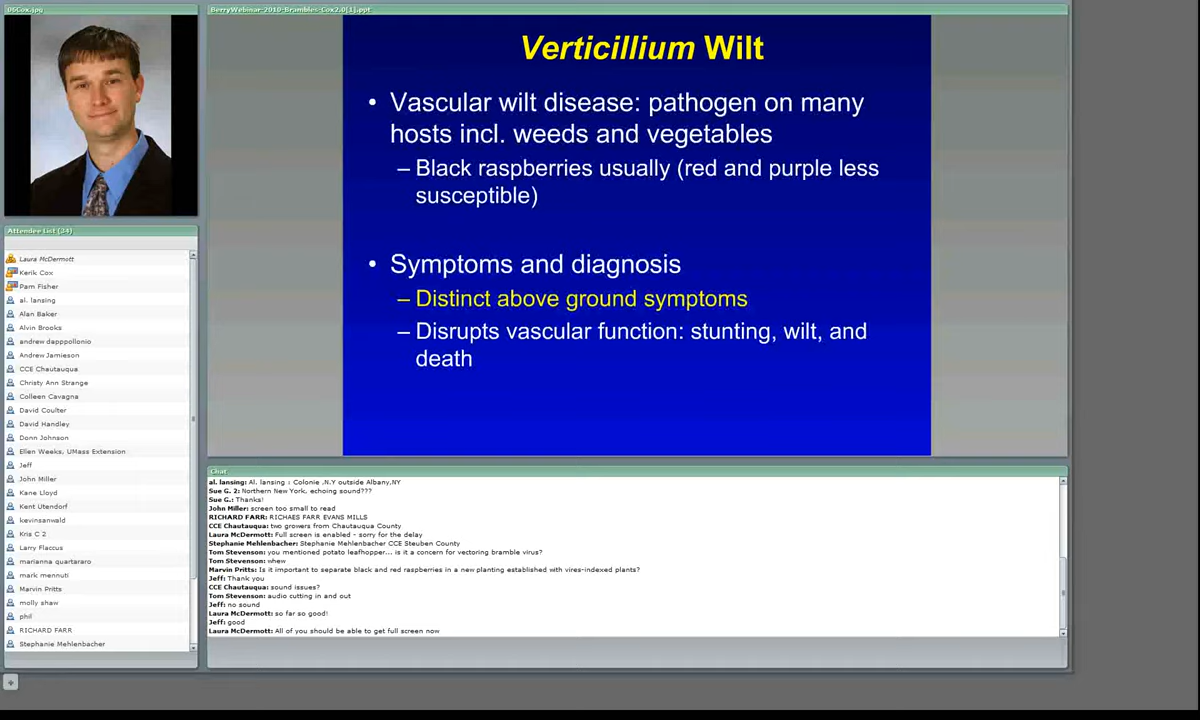 06Cox.jpg
BerryWebinar-2010-Brambles-Cox2.0[1].ppt
Verticillium Wilt
• Vascular wilt disease: pathogen on many
hosts incl. weeds and vegetables
– Black raspberries usually (red and purple less
susceptible)
• Symptoms and diagnosis
– Distinct above ground symptoms
– Disrupts vascular function: stunting, wilt, and
death
Attendee List (34)
Laura McDermott
Kerik Cox
Pam Fisher
al. lansing
Alan Baker
Alvin Brooks
andrew dapppollonio
Andrew Jamieson
CCE Chautauqua
Christy Ann Strange
Colleen Cavagna
David Coulter
David Handley
Donn Johnson
Ellen Weeks, UMass Extension
Jeff
John Miller
Kane Lloyd
Kent Utendorf
kevinsanwald
Kris C 2
Larry Flaccus
marianna quartararo
mark mennuti
Marvin Pritts
molly shaw
phil
RICHARD FARR
Stephanie Mehlenbacher
Chat
al. lansing: Al. lansing : Colonie ,N.Y outside Albany,NY
Sue G. 2: Northern New York, echoing sound???
Sue G.: Thanks!
John Miller: screen too small to read
RICHARD FARR: RICHAES FARR EVANS MILLS
CCE Chautauqua: two growers from Chautauqua County
Laura McDermott: Full screen is enabled - sorry for the delay
Stephanie Mehlenbacher: Stephanie Mehlenbacher CCE Steuben County
Tom Stevenson: you mentioned potato leafhopper... is it a concern for vectoring bramble virus?
Tom Stevenson: whew
Marvin Pritts: Is it important to separate black and red raspberries in a new planting established with vires-indexed plants?
Jeff: Thank you
CCE Chautauqua: sound issues?
Tom Stevenson: audio cutting in and out
Jeff: no sound
Laura McDermott: so far so good!
Jeff: good
Laura McDermott: All of you should be able to get full screen now